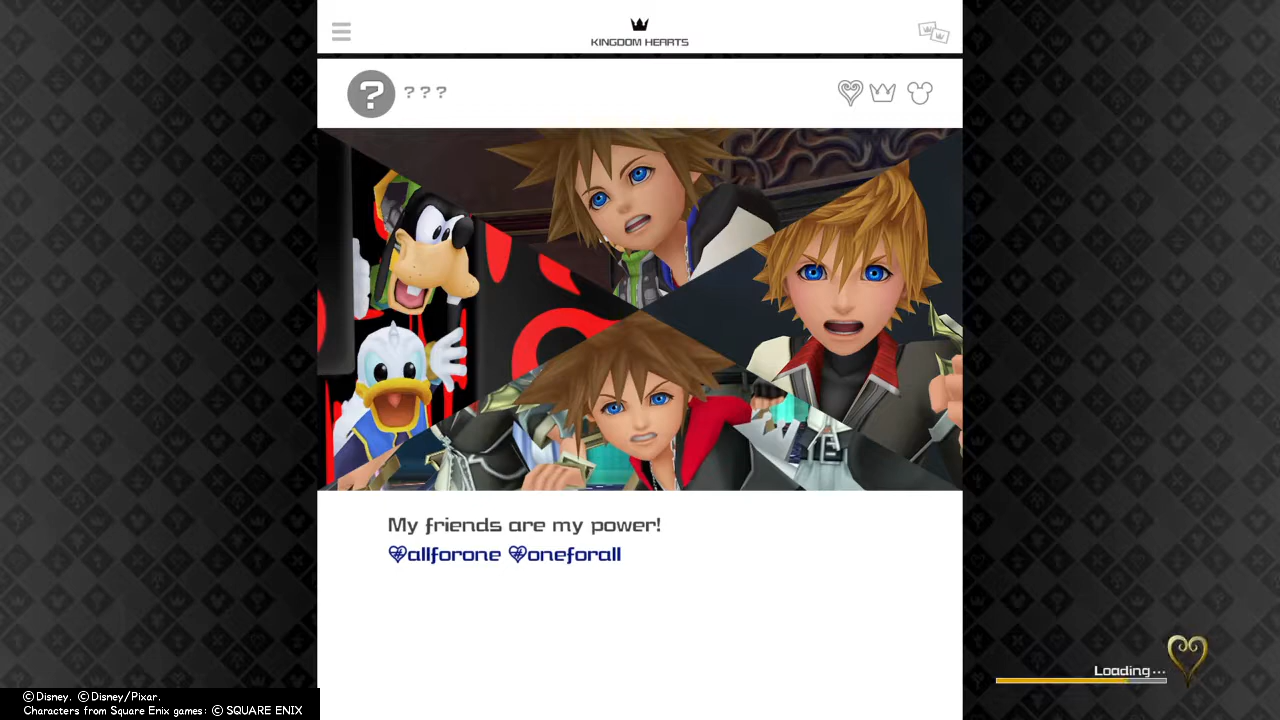 KINGDOM HEARTS
? ? ? ?
My friends are my power!
#allforone #oneforall
Loading...
©Disney. ©Disney/Pixar.
Characters from Square Enix games: © SQUARE ENIX